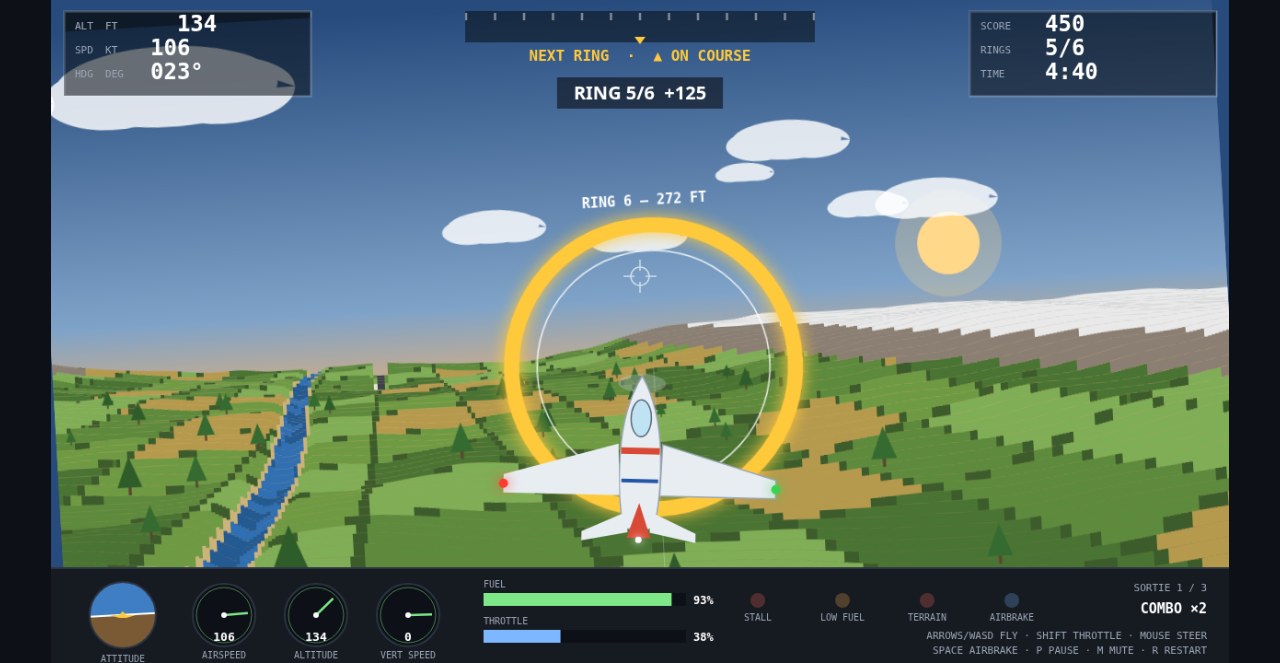 ALT FT 134
SPD KT 106
HDG DEG 023°
NEXT RING · ▲ ON COURSE
RING 5/6 +125
SCORE 450
RINGS 5/6
TIME 4:40
RING 6 — 272 FT
106
AIRSPEED
134
ALTITUDE
0
VERT SPEED
ATTITUDE
FUEL
93%
THROTTLE
38%
STALL
LOW FUEL
TERRAIN
AIRBRAKE
SORTIE 1 / 3
COMBO ×2
ARROWS/WASD FLY · SHIFT THROTTLE · MOUSE STEER
SPACE AIRBRAKE · P PAUSE · M MUTE · R RESTART